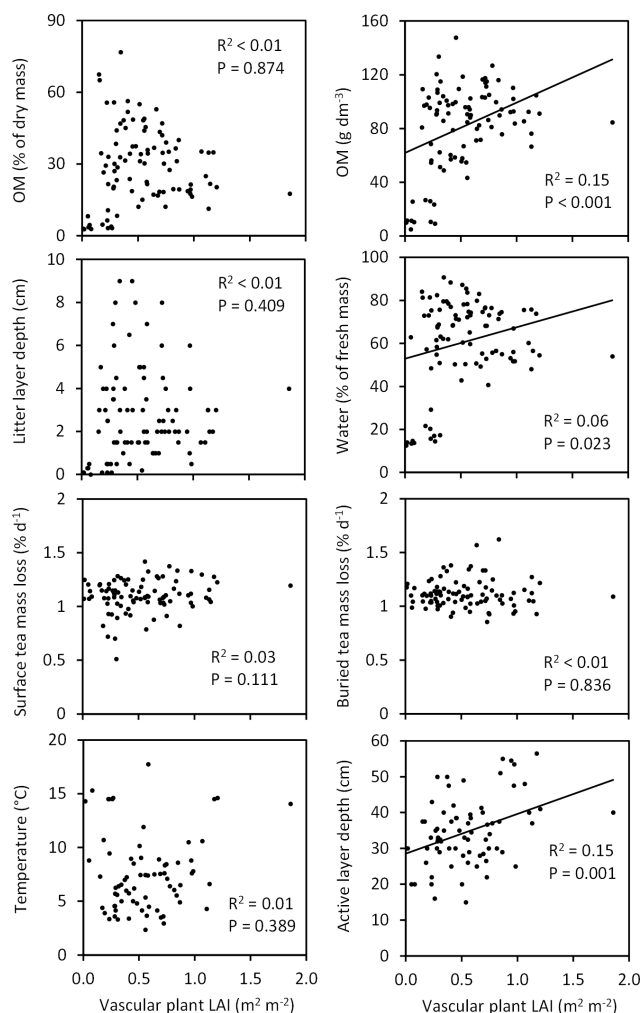 OM (% of dry mass)
90
60
30
0
R² < 0.01
P = 0.874
OM (g dm⁻³)
160
120
80
40
0
R² = 0.15
P < 0.001
Litter layer depth (cm)
10
8
6
4
2
0
R² < 0.01
P = 0.409
Water (% of fresh mass)
100
80
60
40
20
0
R² = 0.06
P = 0.023
Surface tea mass loss (% d⁻¹)
2
1.5
1
0.5
0
R² = 0.03
P = 0.111
Buried tea mass loss (% d⁻¹)
2
1.5
1
0.5
0
R² < 0.01
P = 0.836
Temperature (°C)
20
15
10
5
0
R² = 0.01
P = 0.389
0.0 0.5 1.0 1.5 2.0
Vascular plant LAI (m² m⁻²)
Active layer depth (cm)
60
50
40
30
20
10
0
R² = 0.15
P = 0.001
0.0 0.5 1.0 1.5 2.0
Vascular plant LAI (m² m⁻²)